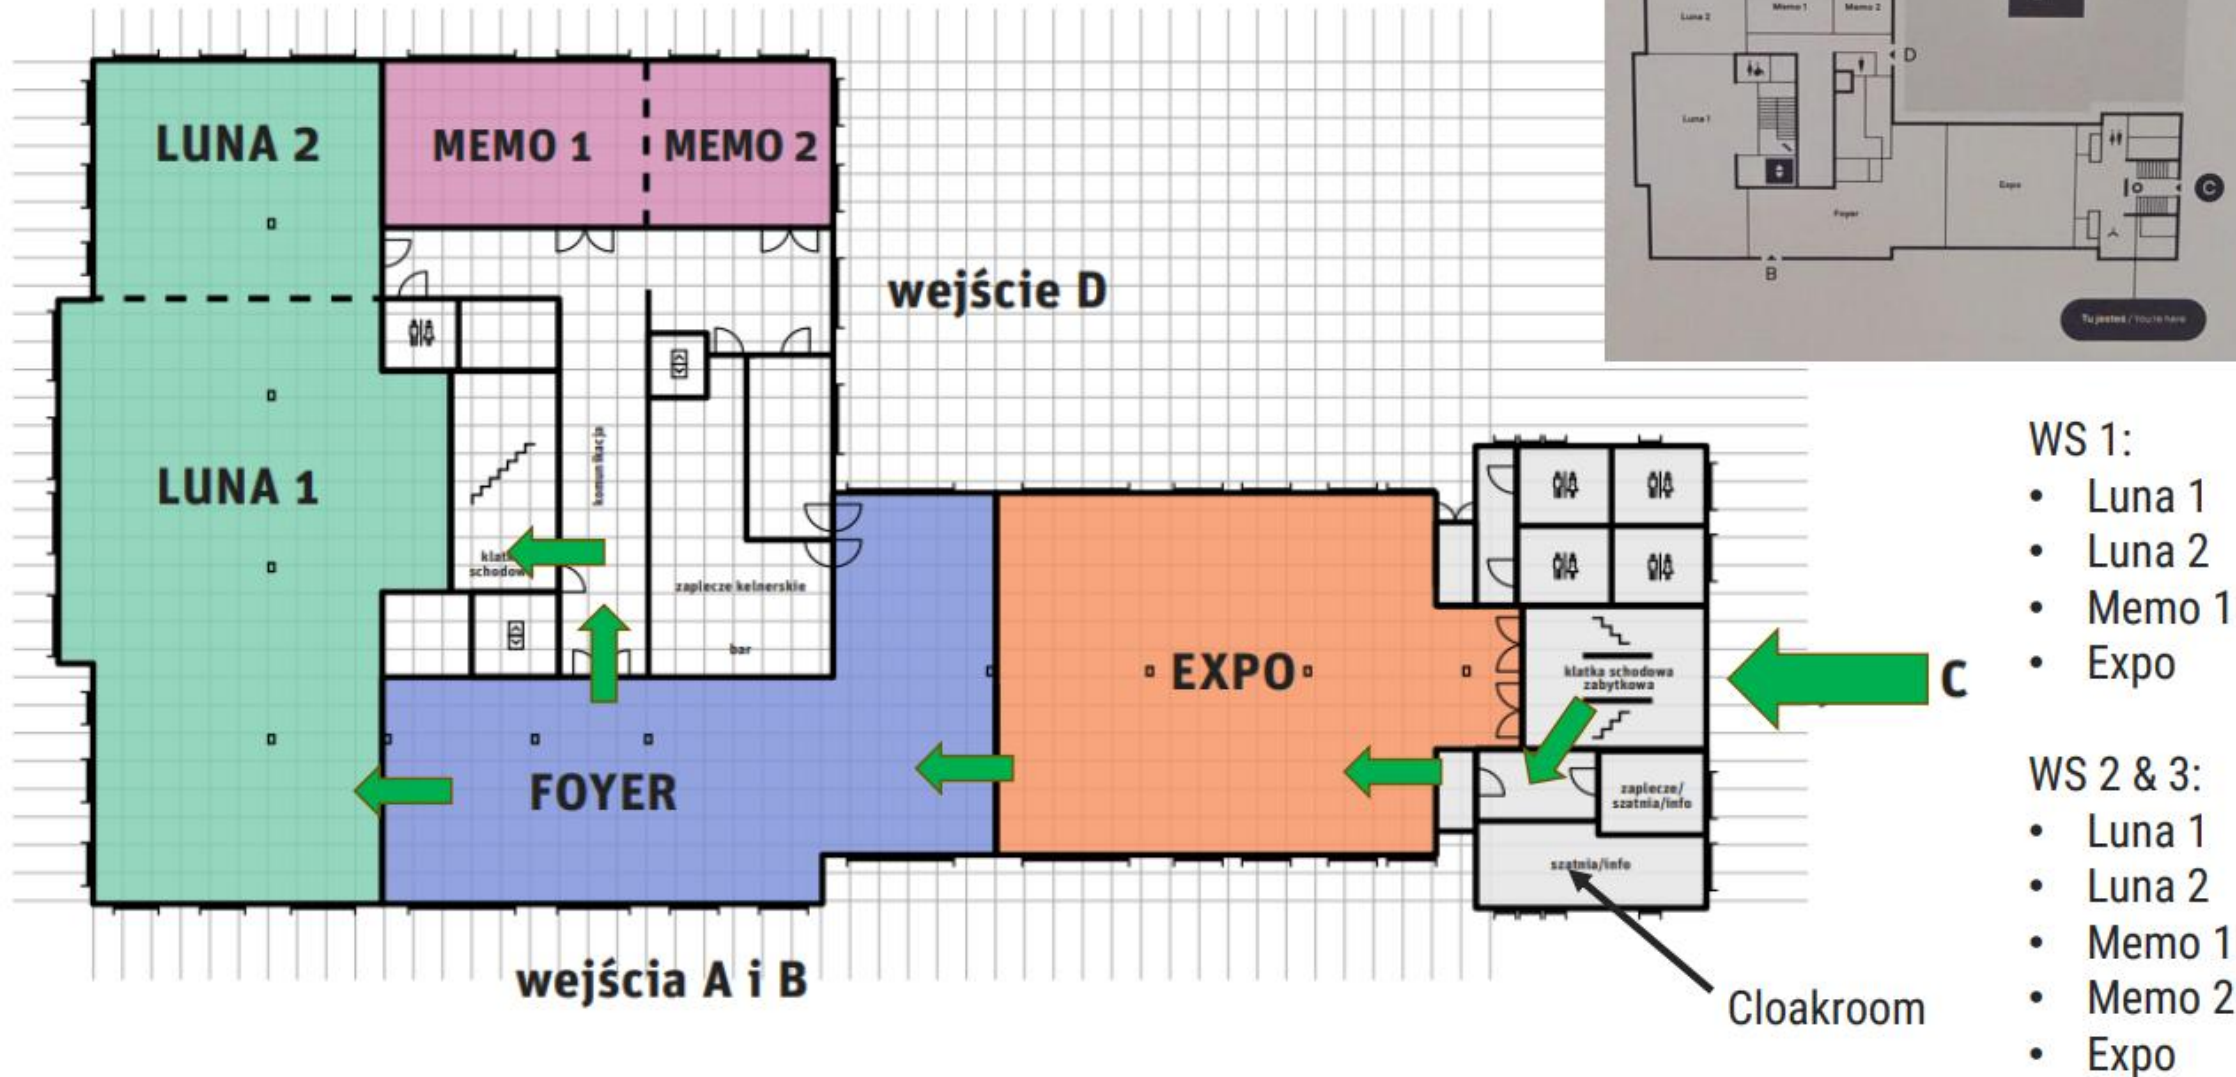 LUNA 2
MEMO 1
MEMO 2
wejście D
LUNA 1
komunikacja
zaplecze kelnerskie
bar
FOYER
EXPO
klatka schodowa
zabytkowa
C
zaplecze/
szatnia/info
szatnia/info
Cloakroom
wejścia A i B
Luna 2
Memo 1
Memo 2
D
Luna 1
Expo
C
Foyer
B
Tu jesteś / You're here
WS 1:
• Luna 1
• Luna 2
• Memo 1
• Expo
WS 2 & 3:
• Luna 1
• Luna 2
• Memo 1
• Memo 2
• Expo